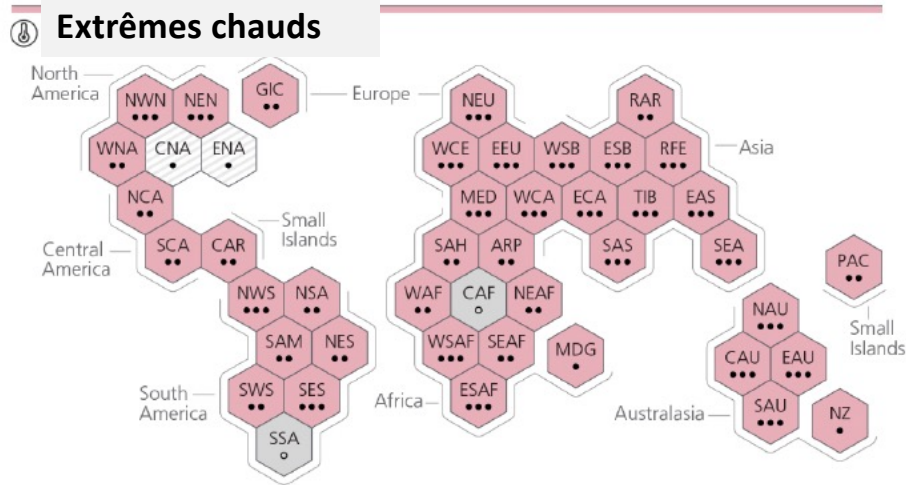 Extrêmes chauds
North America
NWN NEN GIC
Europe
NEU RAR
WNA CNA ENA
WCE EEU WSB ESB RFE
Asia
NCA
MED WCA ECA TIB EAS
Small Islands
Central America
SCA CAR
SAH ARP SAS SEA
PAC
NWS NSA
WAF CAF NEAF
NAU
Small Islands
SAM NES
WSAF SEAF MDG
CAU EAU
South America
SWS SES
Africa
ESAF
Australasia
SAU NZ
SSA